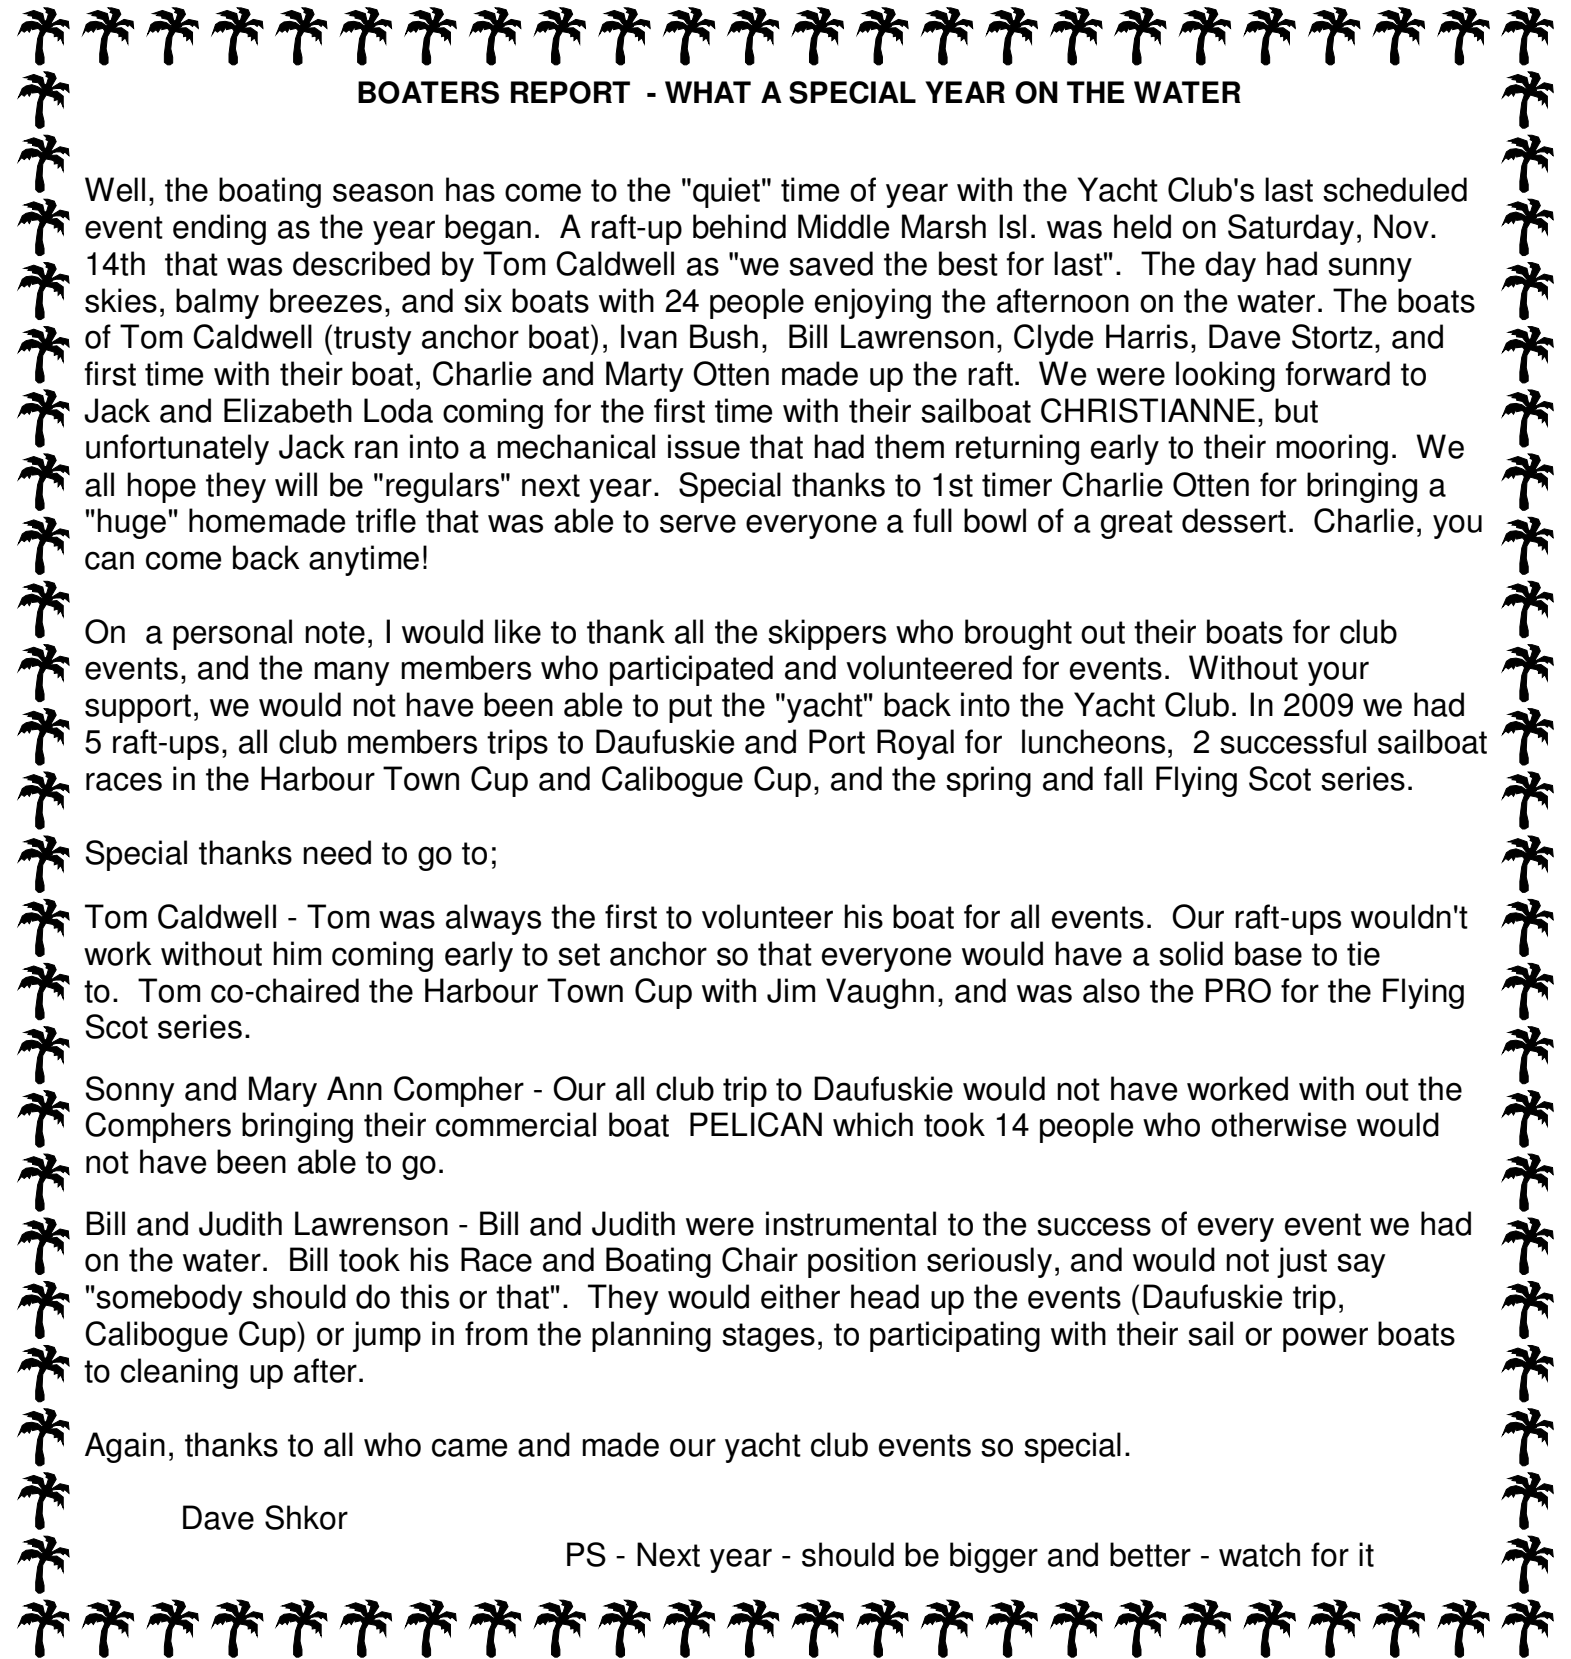 BOATERS REPORT  - WHAT A SPECIAL YEAR ON THE WATER
Well, the boating season has come to the "quiet" time of year with the Yacht Club's last scheduled
event ending as the year began.  A raft-up behind Middle Marsh Isl. was held on Saturday, Nov.
14th  that was described by Tom Caldwell as "we saved the best for last".  The day had sunny
skies, balmy breezes, and six boats with 24 people enjoying the afternoon on the water. The boats
of Tom Caldwell (trusty anchor boat), Ivan Bush,  Bill Lawrenson, Clyde Harris, Dave Stortz, and
first time with their boat, Charlie and Marty Otten made up the raft.  We were looking forward to
Jack and Elizabeth Loda coming for the first time with their sailboat CHRISTIANNE, but
unfortunately Jack ran into a mechanical issue that had them returning early to their mooring.  We
all hope they will be "regulars" next year.  Special thanks to 1st timer Charlie Otten for bringing a
"huge" homemade trifle that was able to serve everyone a full bowl of a great dessert.  Charlie, you
can come back anytime!
On  a personal note, I would like to thank all the skippers who brought out their boats for club
events, and the many members who participated and volunteered for events.  Without your
support, we would not have been able to put the "yacht" back into the Yacht Club. In 2009 we had
5 raft-ups, all club members trips to Daufuskie and Port Royal for  luncheons,  2 successful sailboat
races in the Harbour Town Cup and Calibogue Cup, and the spring and fall Flying Scot series.
Special thanks need to go to;
Tom Caldwell - Tom was always the first to volunteer his boat for all events.  Our raft-ups wouldn't
work without him coming early to set anchor so that everyone would have a solid base to tie
to.  Tom co-chaired the Harbour Town Cup with Jim Vaughn, and was also the PRO for the Flying
Scot series.
Sonny and Mary Ann Compher - Our all club trip to Daufuskie would not have worked with out the
Comphers bringing their commercial boat  PELICAN which took 14 people who otherwise would
not have been able to go.
Bill and Judith Lawrenson - Bill and Judith were instrumental to the success of every event we had
on the water.  Bill took his Race and Boating Chair position seriously, and would not just say
"somebody should do this or that".  They would either head up the events (Daufuskie trip,
Calibogue Cup) or jump in from the planning stages, to participating with their sail or power boats
to cleaning up after.
Again, thanks to all who came and made our yacht club events so special.
Dave Shkor
PS - Next year - should be bigger and better - watch for it